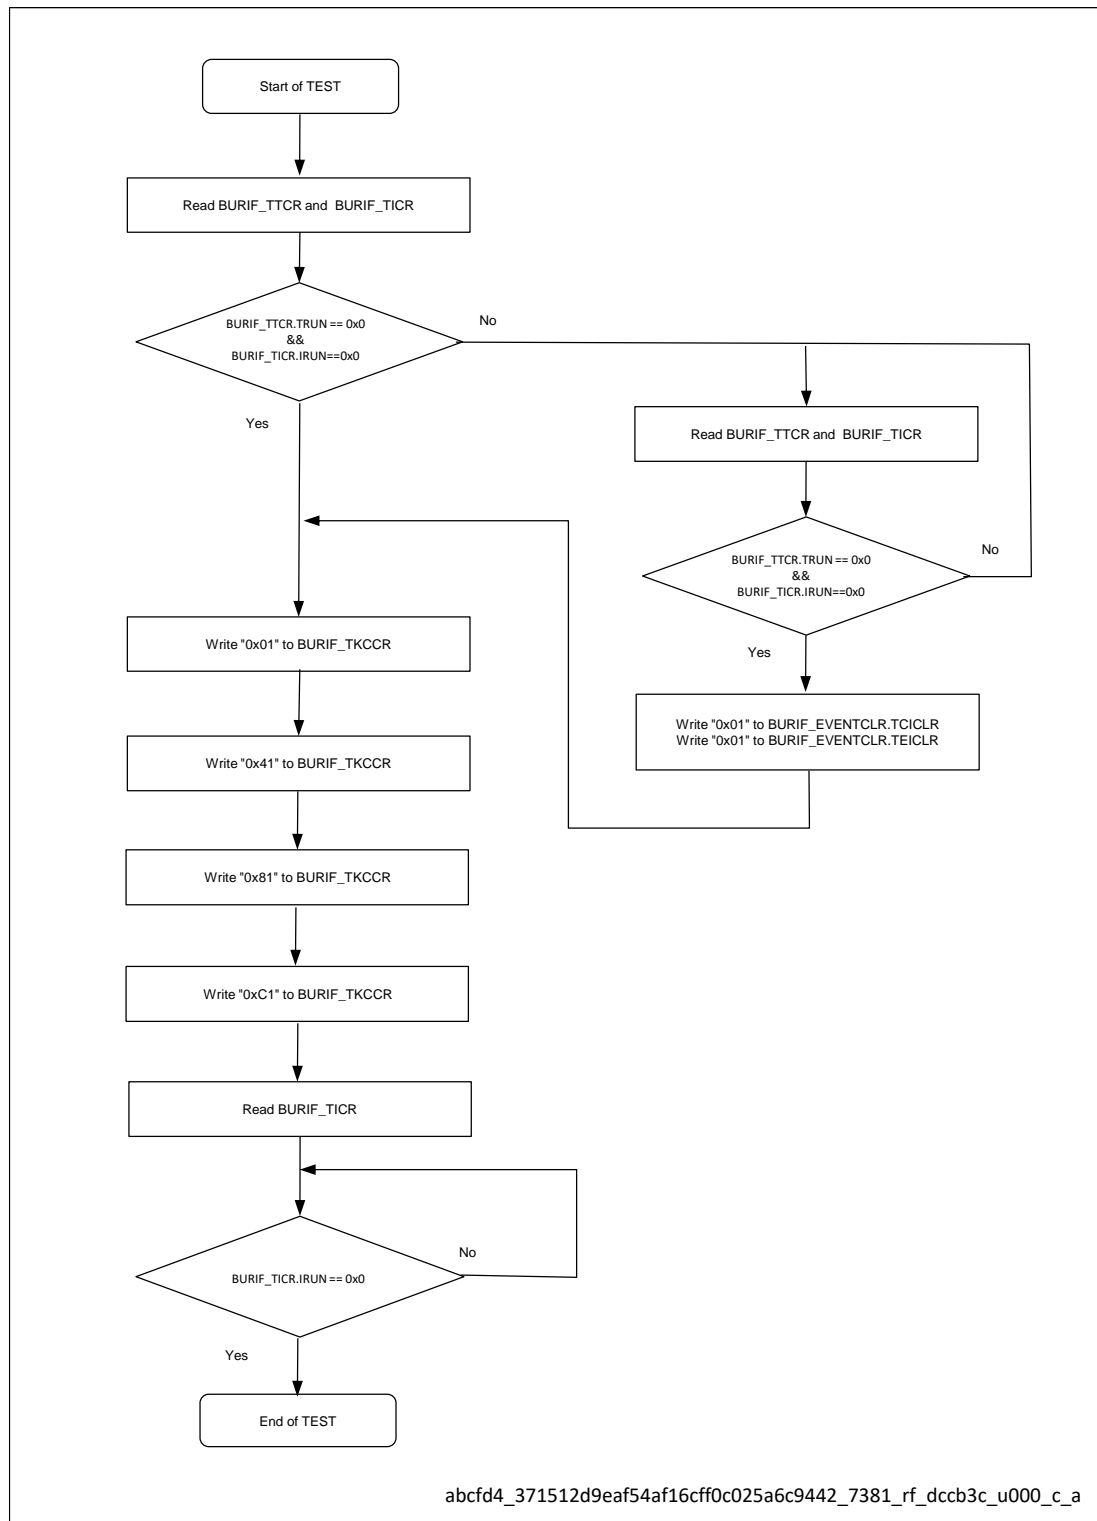 Start of TEST
Read BURIF_TTCR and  BURIF_TICR
BURIF_TTCR.TRUN == 0x0
&&
BURIF_TICR.IRUN==0x0
No
Yes
Read BURIF_TTCR and  BURIF_TICR
BURIF_TTCR.TRUN == 0x0
&&
BURIF_TICR.IRUN==0x0
No
Yes
Write "0x01" to BURIF_EVENTCLR.TCICLR
Write "0x01" to BURIF_EVENTCLR.TEICLR
Write "0x01" to BURIF_TKCCR
Write "0x41" to BURIF_TKCCR
Write "0x81" to BURIF_TKCCR
Write "0xC1" to BURIF_TKCCR
Read BURIF_TICR
BURIF_TICR.IRUN == 0x0
No
Yes
End of TEST
abcfd4_371512d9eaf54af16cff0c025a6c9442_7381_rf_dccb3c_u000_c_a